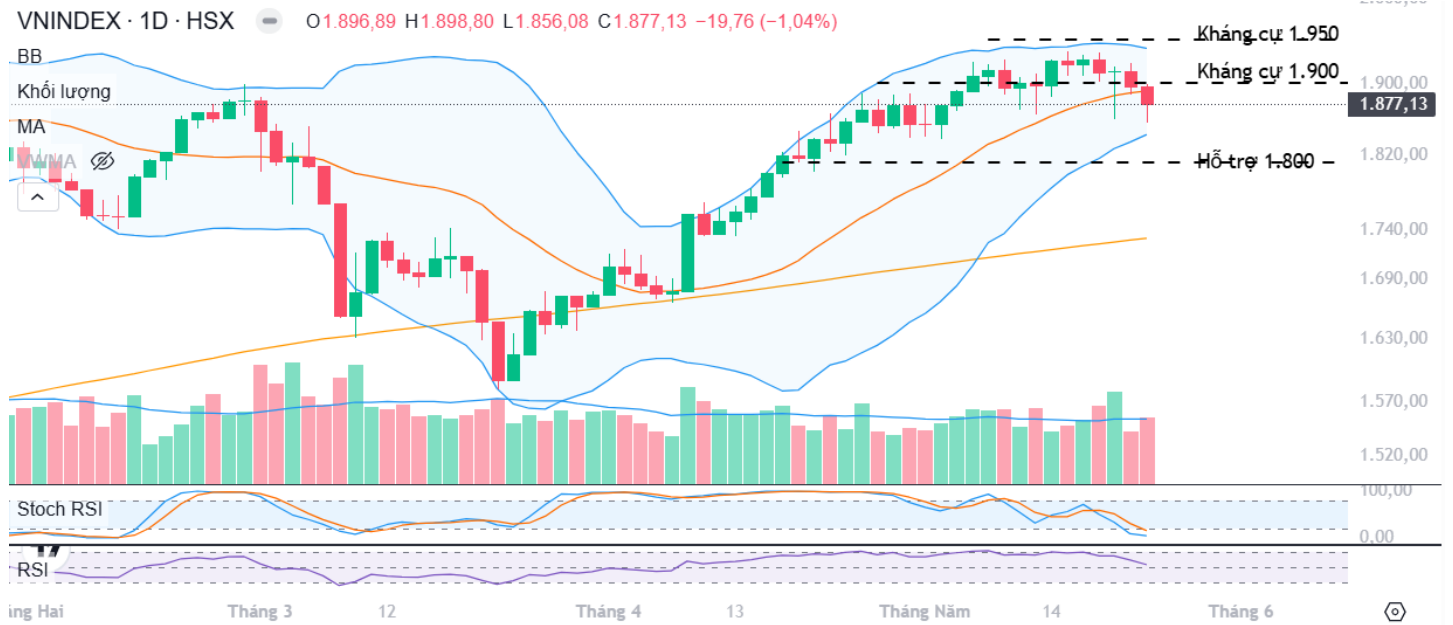 VNINDEX · 1D · HSX O1.896,89 H1.898,80 L1.856,08 C1.877,13 −19,76 (−1,04%)
BB
Kháng cự 1.950
Kháng cự 1.900
1.900,00
Khối lượng
1.877,13
MA
VWMA
Hỗ trợ 1.800
1.820,00
1.740,00
1.690,00
1.630,00
1.570,00
1.520,00
100,00
Stoch RSI
0,00
RSI
áng Hai Tháng 3 12 Tháng 4 13 Tháng Năm 14 Tháng 6